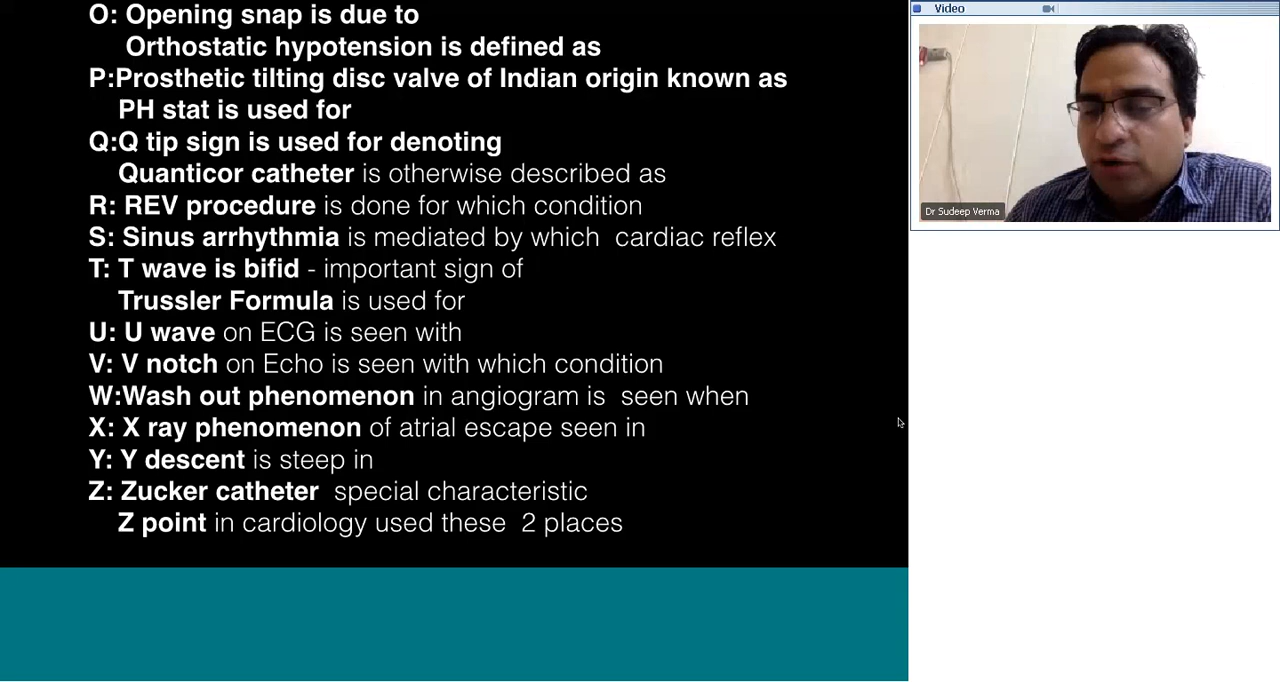 O: Opening snap is due to
Orthostatic hypotension is defined as
P:Prosthetic tilting disc valve of Indian origin known as
PH stat is used for
Q:Q tip sign is used for denoting
Quanticor catheter is otherwise described as
R: REV procedure is done for which condition
S: Sinus arrhythmia is mediated by which cardiac reflex
T: T wave is bifid - important sign of
Trussler Formula is used for
U: U wave on ECG is seen with
V: V notch on Echo is seen with which condition
W:Wash out phenomenon in angiogram is seen when
X: X ray phenomenon of atrial escape seen in
Y: Y descent is steep in
Z: Zucker catheter special characteristic
Z point in cardiology used these 2 places
Video
Dr Sudeep Verma